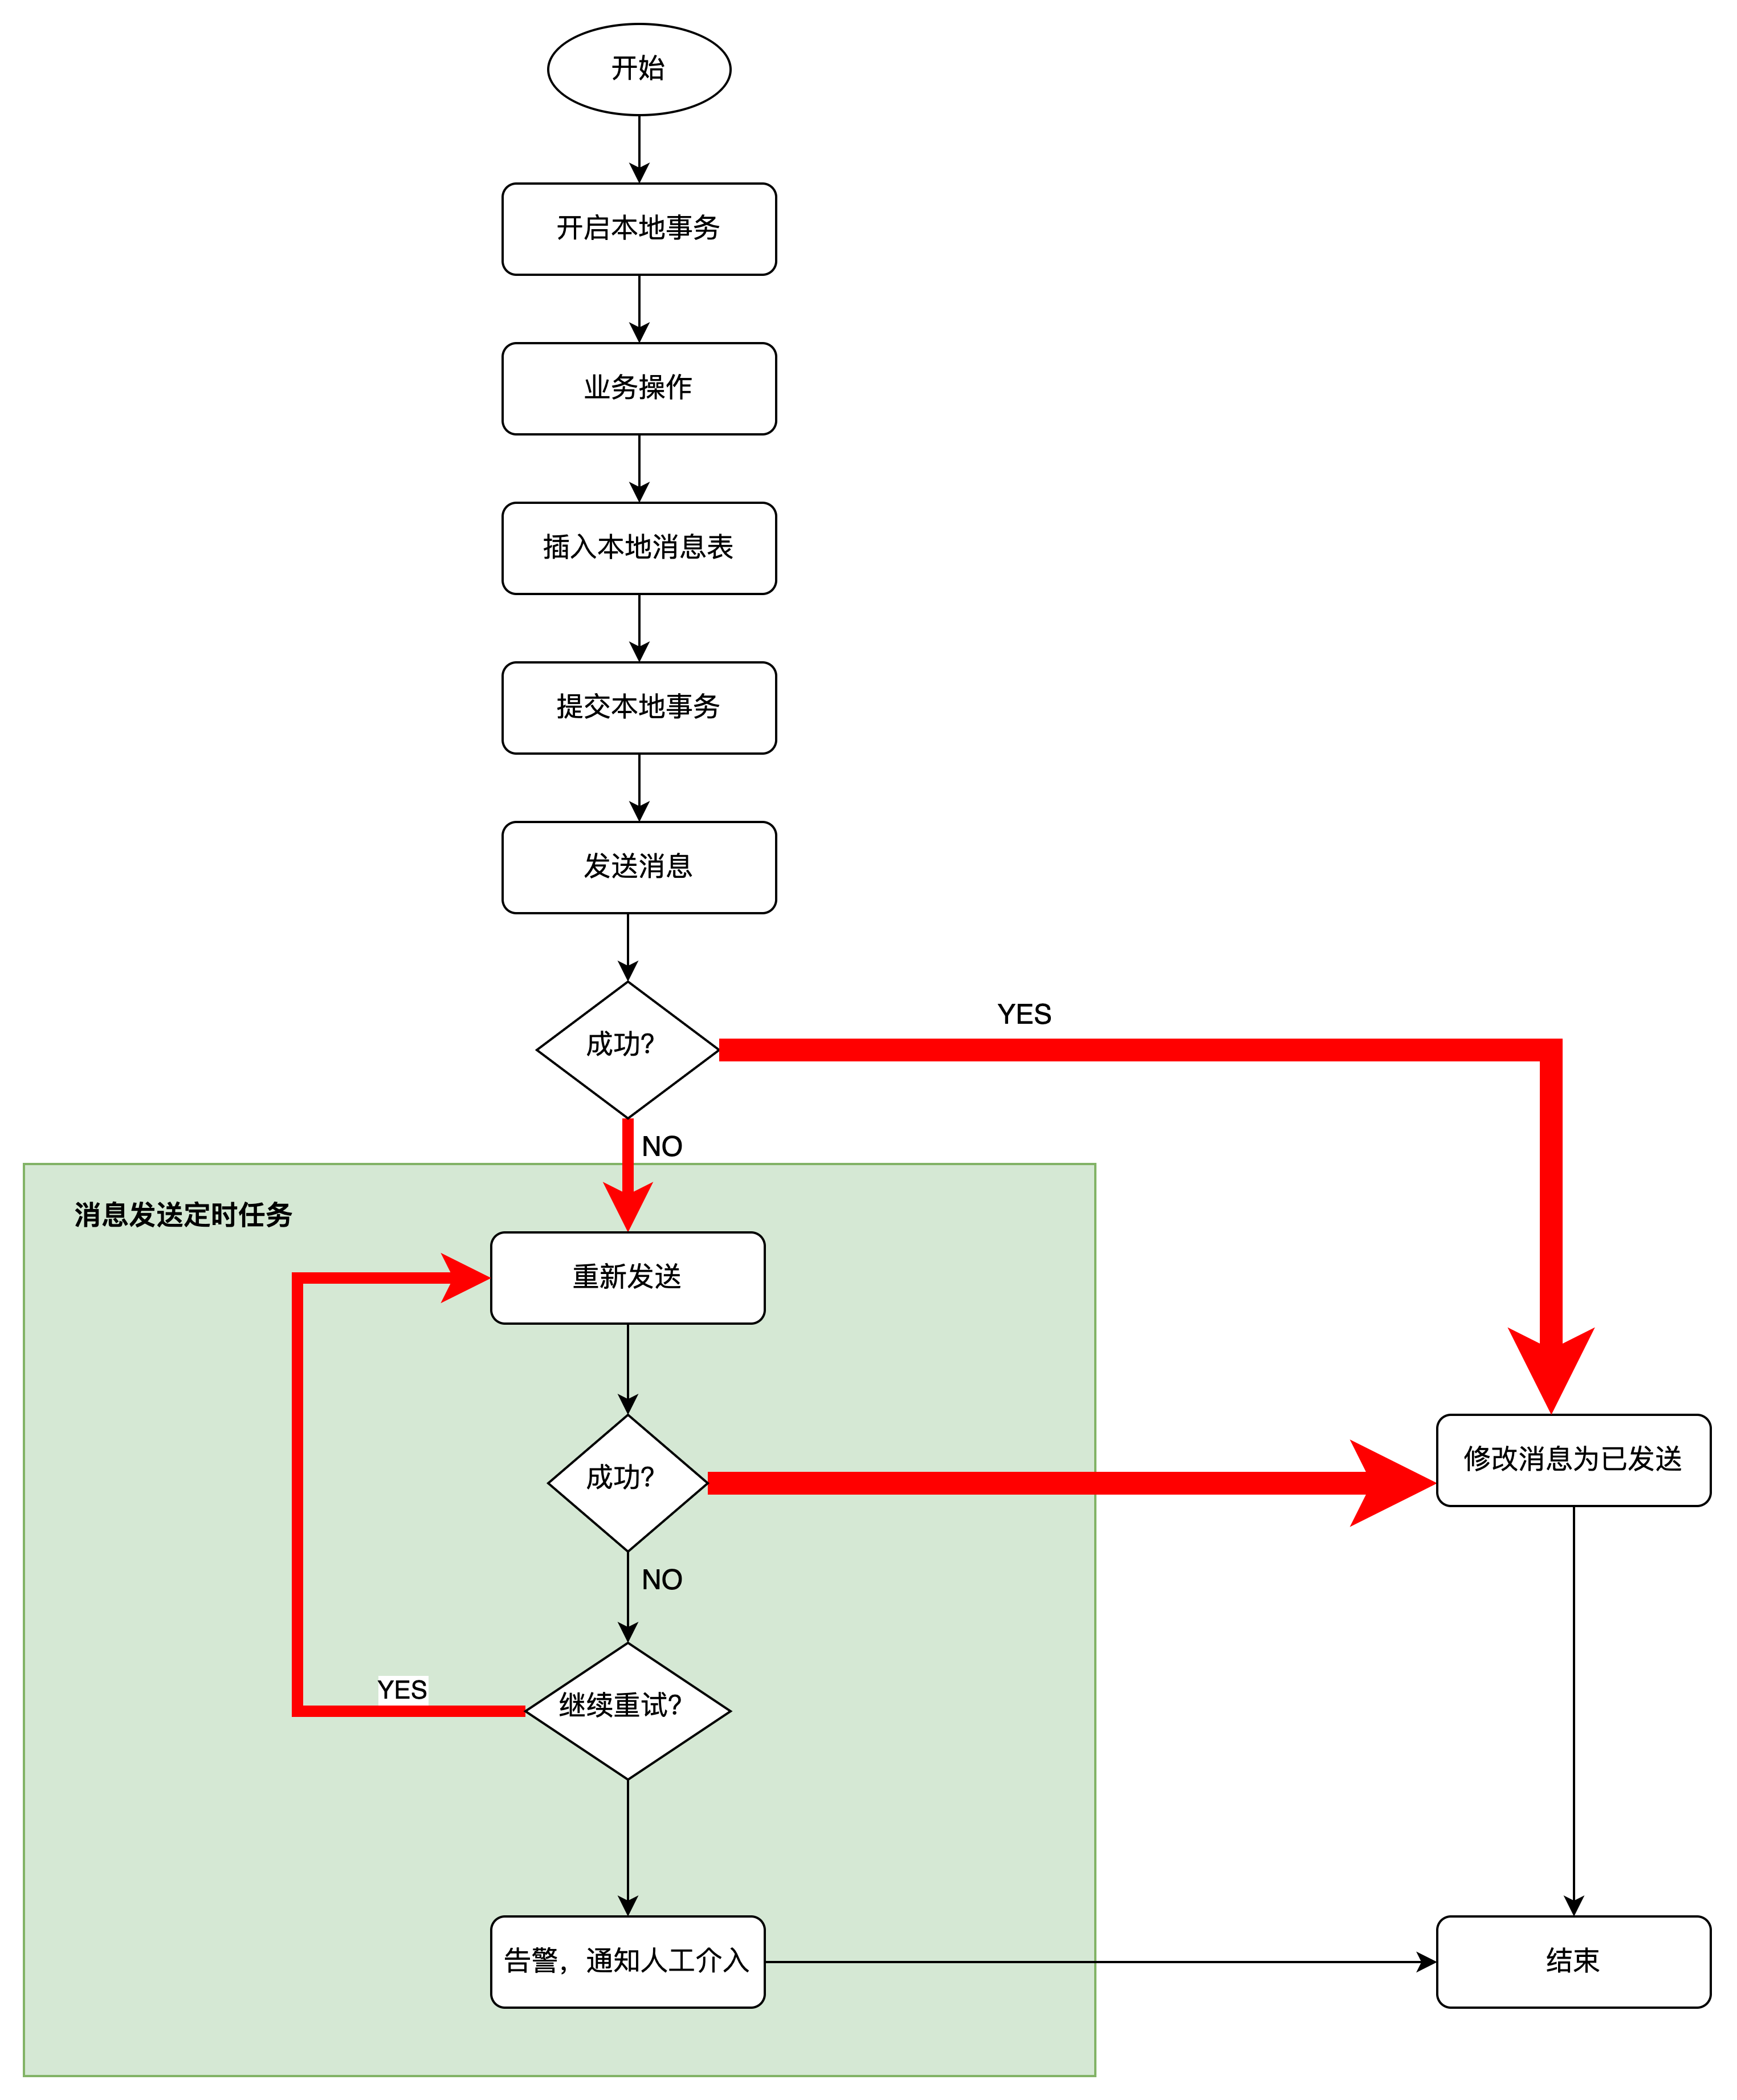 开始
开启本地事务
业务操作
插入本地消息表
提交本地事务
发送消息
成功?
YES
NO
消息发送定时任务
重新发送
成功?
修改消息为已发送
NO
YES
继续重试?
告警，通知人工介入
结束